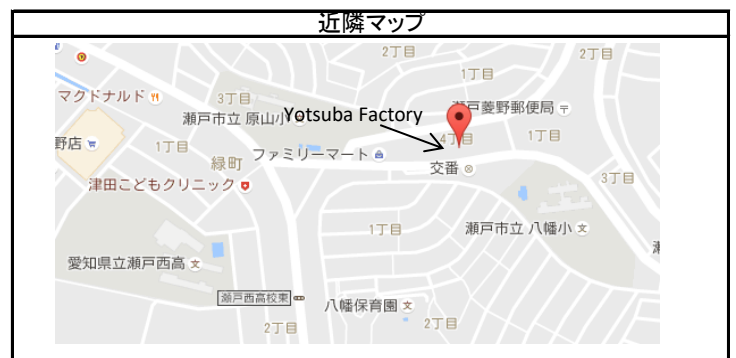 近隣マップ
2丁目
2丁目
1丁目
マクドナルド
3丁目
瀬戸市立 原山小
Yotsuba Factory
瀬戸菱野郵便局
野店
1丁目
緑町
ファミリーマート
4丁目
1丁目
交番
津田こどもクリニック
3丁目
1丁目
瀬戸市立 八幡小
愛知県立瀬戸西高
瀬戸西高校東
八幡保育園
2丁目
2丁目